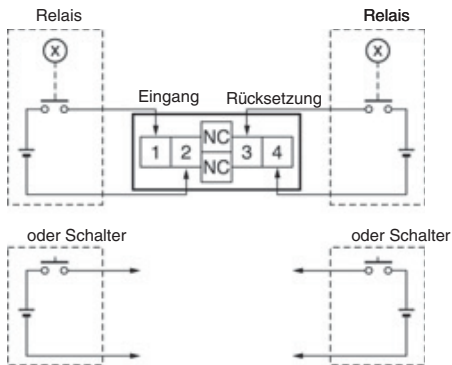 Relais
Relais
X
X
Eingang
Rücksetzung
1 2 NC NC 3 4
oder Schalter
oder Schalter